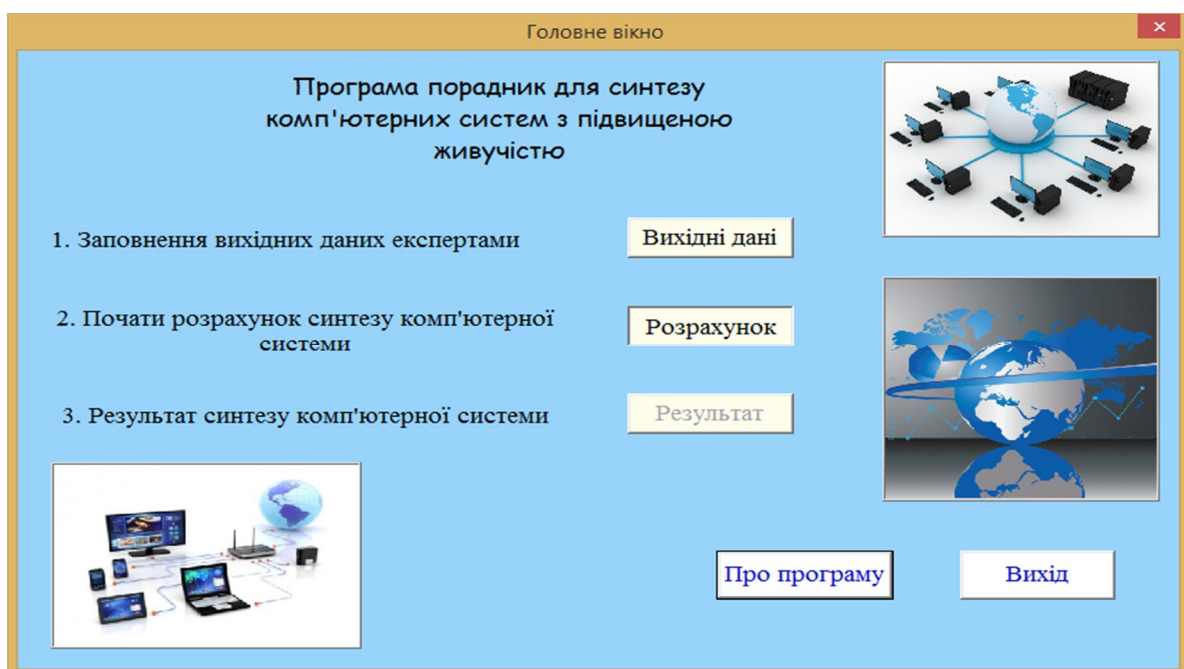 Головне вікно
Програма порадник для синтезу
комп'ютерних систем з підвищеною
живучістю
1. Заповнення вихідних даних експертами
Вихідні дані
2. Почати розрахунок синтезу комп'ютерної
системи
Розрахунок
3. Результат синтезу комп'ютерної системи
Результат
Про програму
Вихід